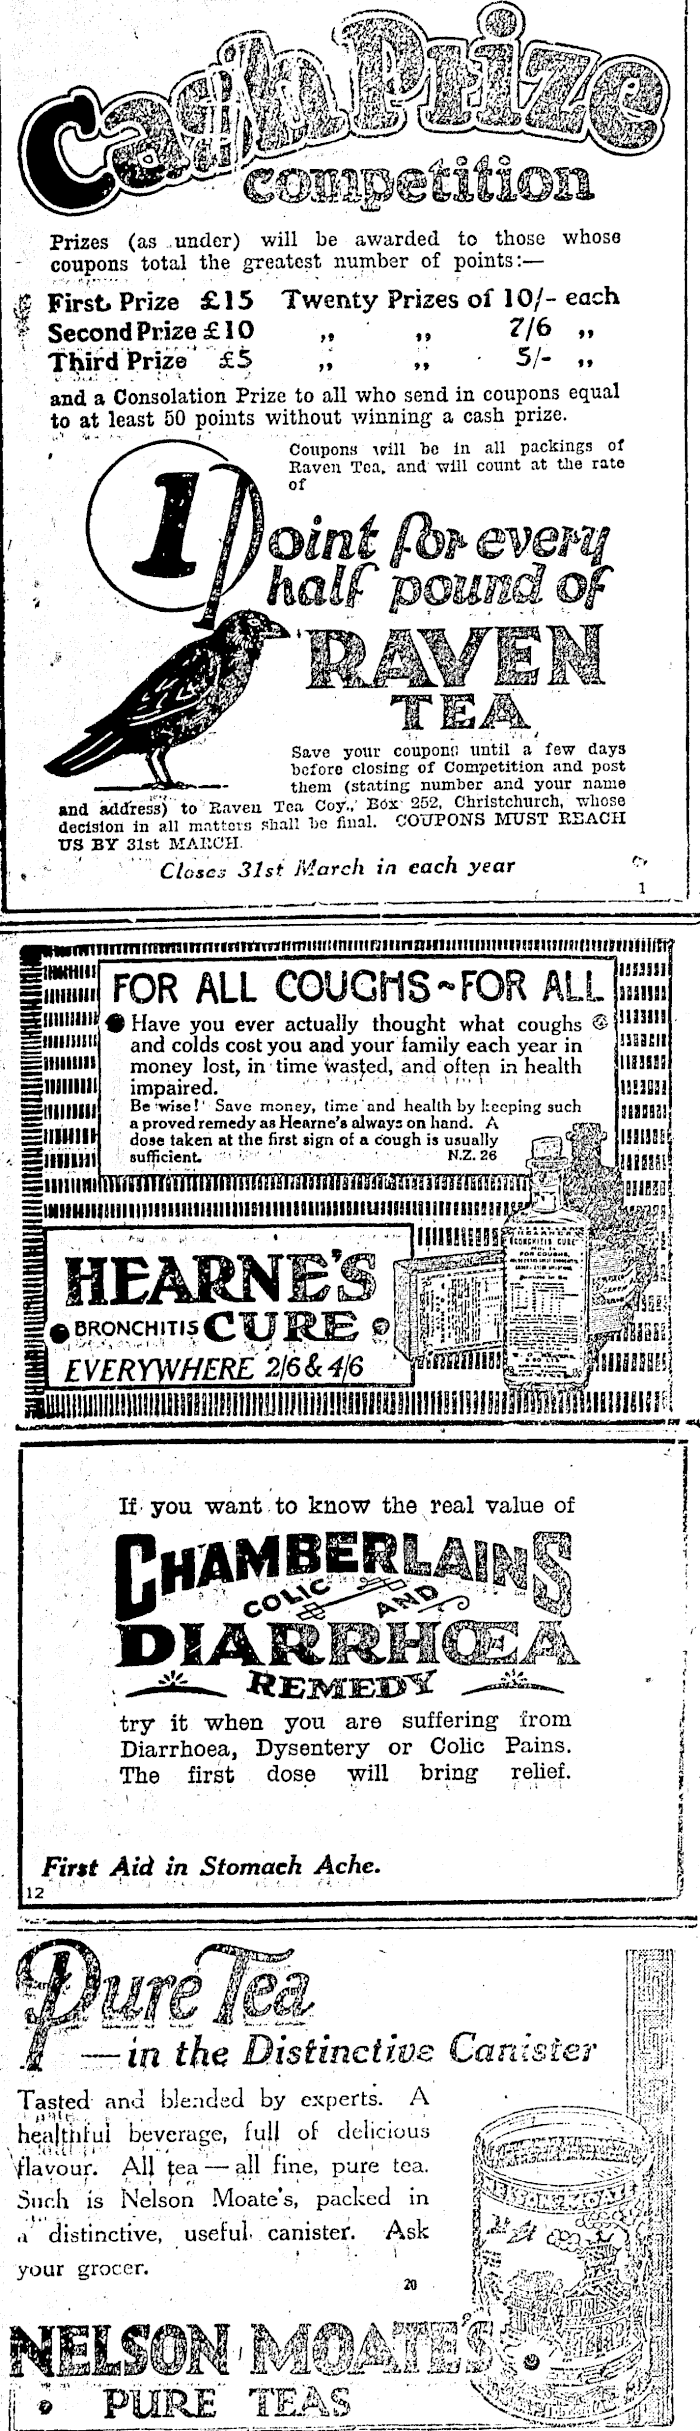 Cash Prize
competition
Prizes (as under) will be awarded to those whose
coupons total the greatest number of points:—
First Prize £15 Twenty Prizes of 10/- each
Second Prize £10 ,, ,, 7/6 ,,
Third Prize £5 ,, ,, 5/- ,,
and a Consolation Prize to all who send in coupons equal
to at least 50 points without winning a cash prize.
Coupons will be in all packings of
Raven Tea, and will count at the rate
of
1 Point for every
half pound of
RAVEN
TEA
Save your coupons until a few days
before closing of Competition and post
them (stating number and your name
and address) to Raven Tea Coy., Box 252, Christchurch, whose
decision in all matters shall be final. COUPONS MUST REACH
US BY 31st MARCH.
Closes 31st March in each year
1
FOR ALL COUGHS~FOR ALL
Have you ever actually thought what coughs
and colds cost you and your family each year in
money lost, in time wasted, and often in health
impaired.
Be wise! Save money, time and health by keeping such
a proved remedy as Hearne's always on hand. A
dose taken at the first sign of a cough is usually
sufficient. N.Z. 26
HEARNE'S
BRONCHITIS CURE
FOR COUGHS,
HEARNE'S
BRONCHITIS CURE
EVERYWHERE 2/6 & 4/6
If you want to know the real value of
CHAMBERLAINS
COLIC AND
DIARRHŒA
REMEDY
try it when you are suffering from
Diarrhoea, Dysentery or Colic Pains.
The first dose will bring relief.
First Aid in Stomach Ache.
12
Pure Tea
—in the Distinctive Canister
Tasted and blended by experts. A
healthful beverage, full of delicious
flavour. All tea — all fine, pure tea.
Such is Nelson Moate's, packed in
a distinctive, useful canister. Ask
your grocer.
20
NELSON MOATE
NELSON MOATE'S
PURE TEAS